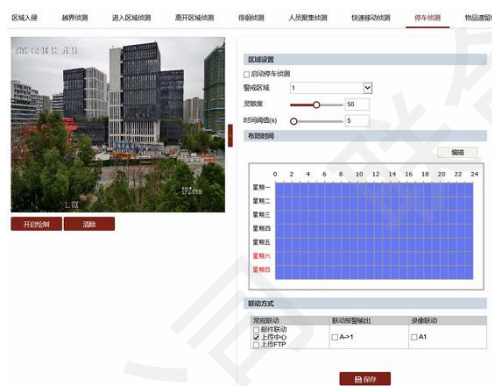 区域入侵 越界侦测 进入区域侦测 离开区域侦测 徘徊侦测 人员聚集侦测 快速移动侦测 停车侦测 物品遗留
区域设置
启动停车侦测
警戒区域 1
灵敏度 50
时间阈值(s) 5
布防时间
编辑
0 2 4 6 8 10 12 14 16 18 20 22 24
星期一
星期二
星期三
星期四
星期五
星期六
星期日
1.0X
开启绘制 清除
联动方式
常规联动 联动报警输出 录像联动
邮件联动
上传中心 A->1 A1
上传FTP
保存